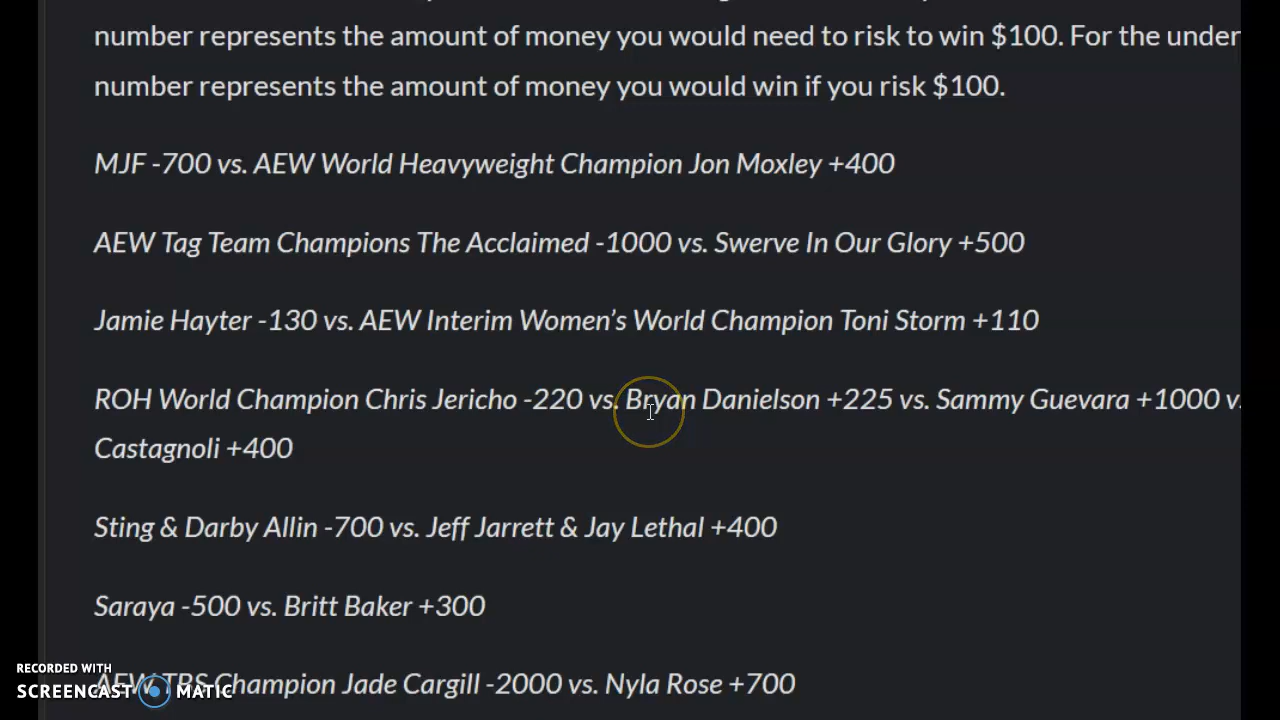 number represents the amount of money you would need to risk to win $100. For the under
number represents the amount of money you would win if you risk $100.
MJF -700 vs. AEW World Heavyweight Champion Jon Moxley +400
AEW Tag Team Champions The Acclaimed -1000 vs. Swerve In Our Glory +500
Jamie Hayter -130 vs. AEW Interim Women’s World Champion Toni Storm +110
ROH World Champion Chris Jericho -220 vs. Bryan Danielson +225 vs. Sammy Guevara +1000
Castagnoli +400
Sting & Darby Allin -700 vs. Jeff Jarrett & Jay Lethal +400
Saraya -500 vs. Britt Baker +300
AEW TBS Champion Jade Cargill -2000 vs. Nyla Rose +700
RECORDED WITH
SCREENCAST MATIC